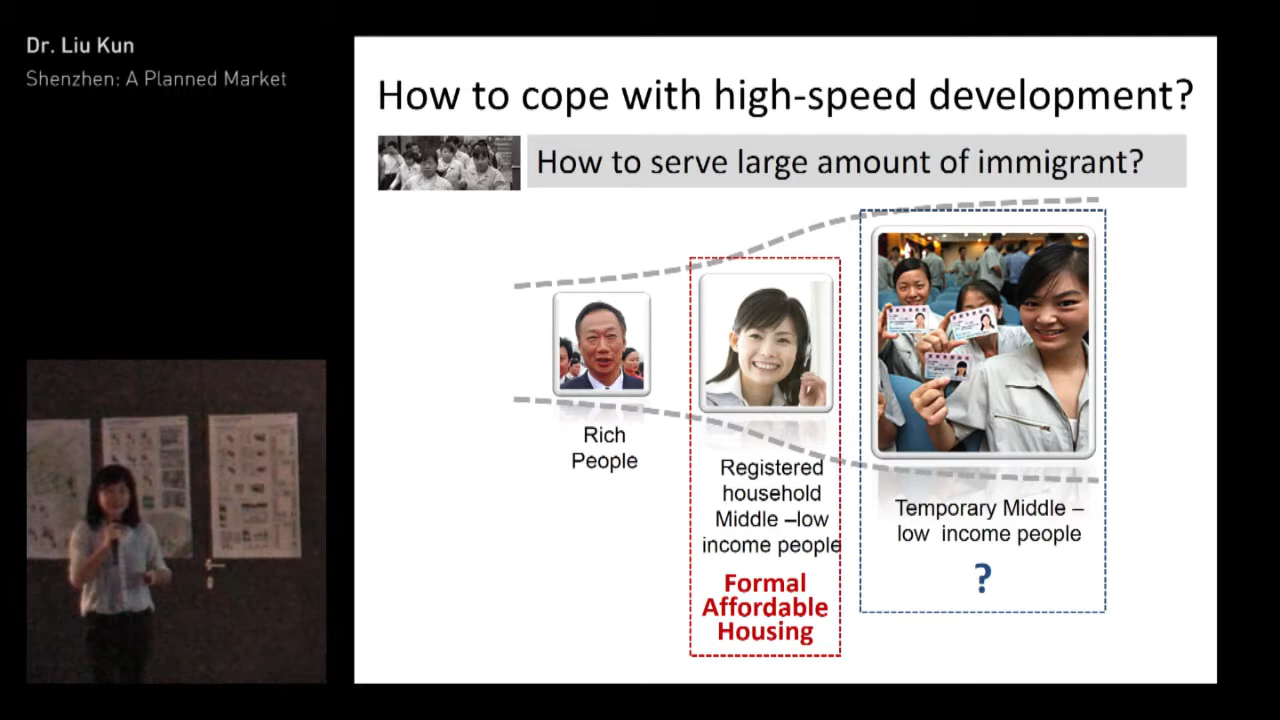 Dr. Liu Kun
Shenzhen: A Planned Market
How to cope with high-speed development?
How to serve large amount of immigrant?
Rich
People
Registered
household
Middle –low
income people
Formal
Affordable
Housing
Temporary Middle –
low income people
?